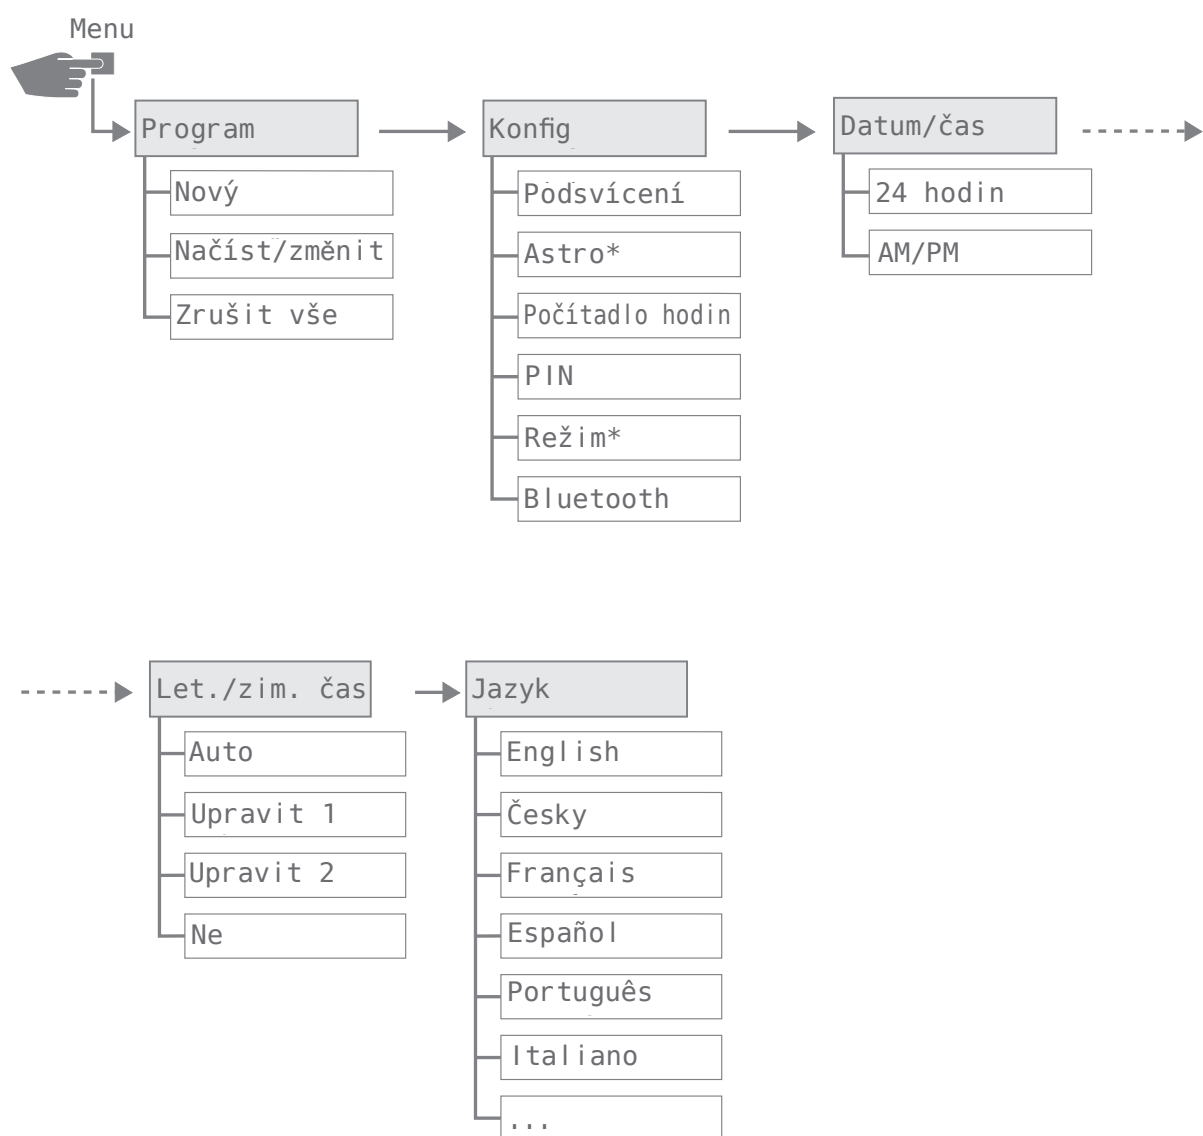 Menu
Program
Nový
Načíst/změnit
Zrušit vše
Konfig
Podsvícení
Astro*
Počítadlo hodin
PIN
Režim*
Bluetooth
Datum/čas
24 hodin
AM/PM
Let./zim. čas
Auto
Upravit 1
Upravit 2
Ne
Jazyk
English
Česky
Français
Español
Português
Italiano
...